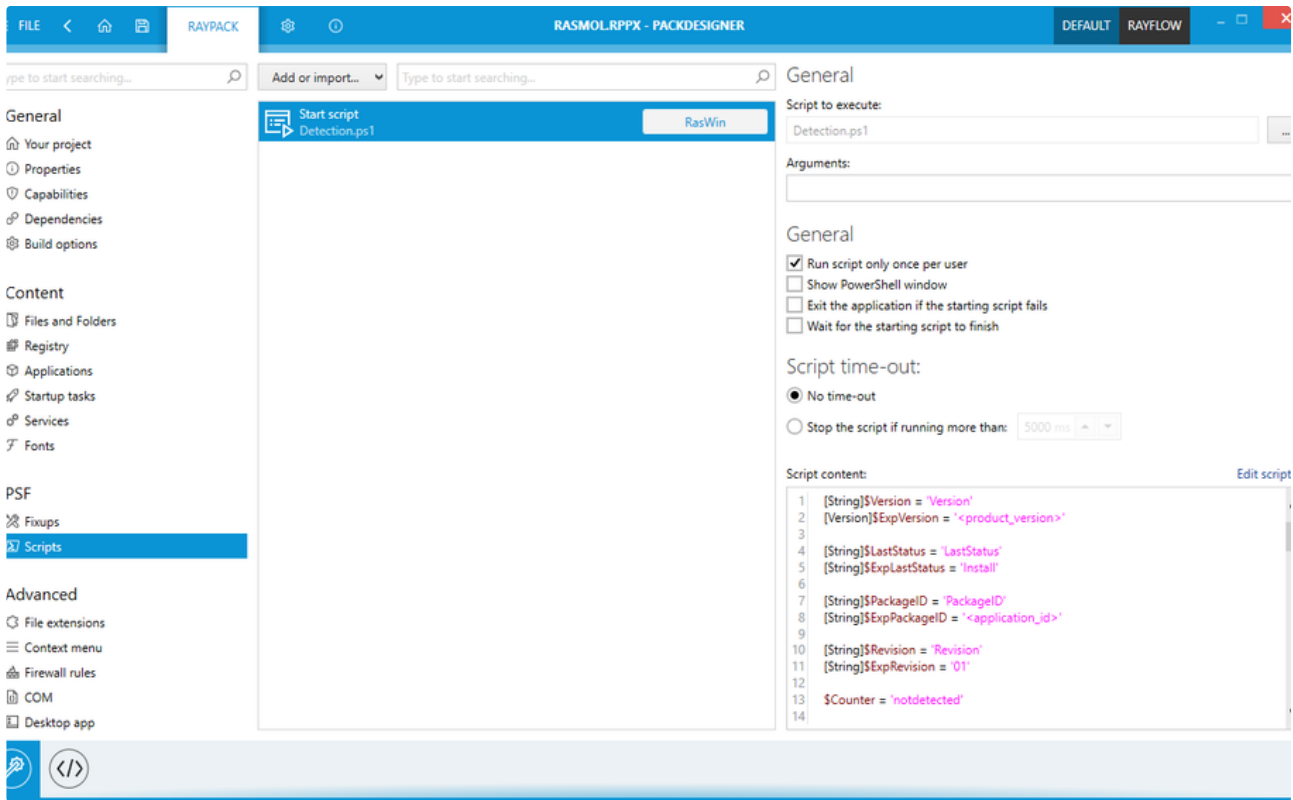 FILE
RAYPACK
RASMOL.RPPX - PACKDESIGNER
DEFAULT
RAYFLOW
ype to start searching...
General
Your project
Properties
Capabilities
Dependencies
Build options
Content
Files and Folders
Registry
Applications
Startup tasks
Services
Fonts
PSF
Fixups
Scripts
Advanced
File extensions
Context menu
Firewall rules
COM
Desktop app
Add or import...
Type to start searching...
Start script
Detection.ps1
RasWin
General
Script to execute:
Detection.ps1
...
Arguments:
General
Run script only once per user
Show PowerShell window
Exit the application if the starting script fails
Wait for the starting script to finish
Script time-out:
No time-out
Stop the script if running more than: 5000 ms
Script content:
Edit script
1 [String]$Version = 'Version'
2 [Version]$ExpVersion = '<product_version>'
3
4 [String]$LastStatus = 'LastStatus'
5 [String]$ExpLastStatus = 'Install'
6
7 [String]$PackageID = 'PackageID'
8 [String]$ExpPackageID = '<application_id>'
9
10 [String]$Revision = 'Revision'
11 [String]$ExpRevision = '01'
12
13 $Counter = 'notdetected'
14